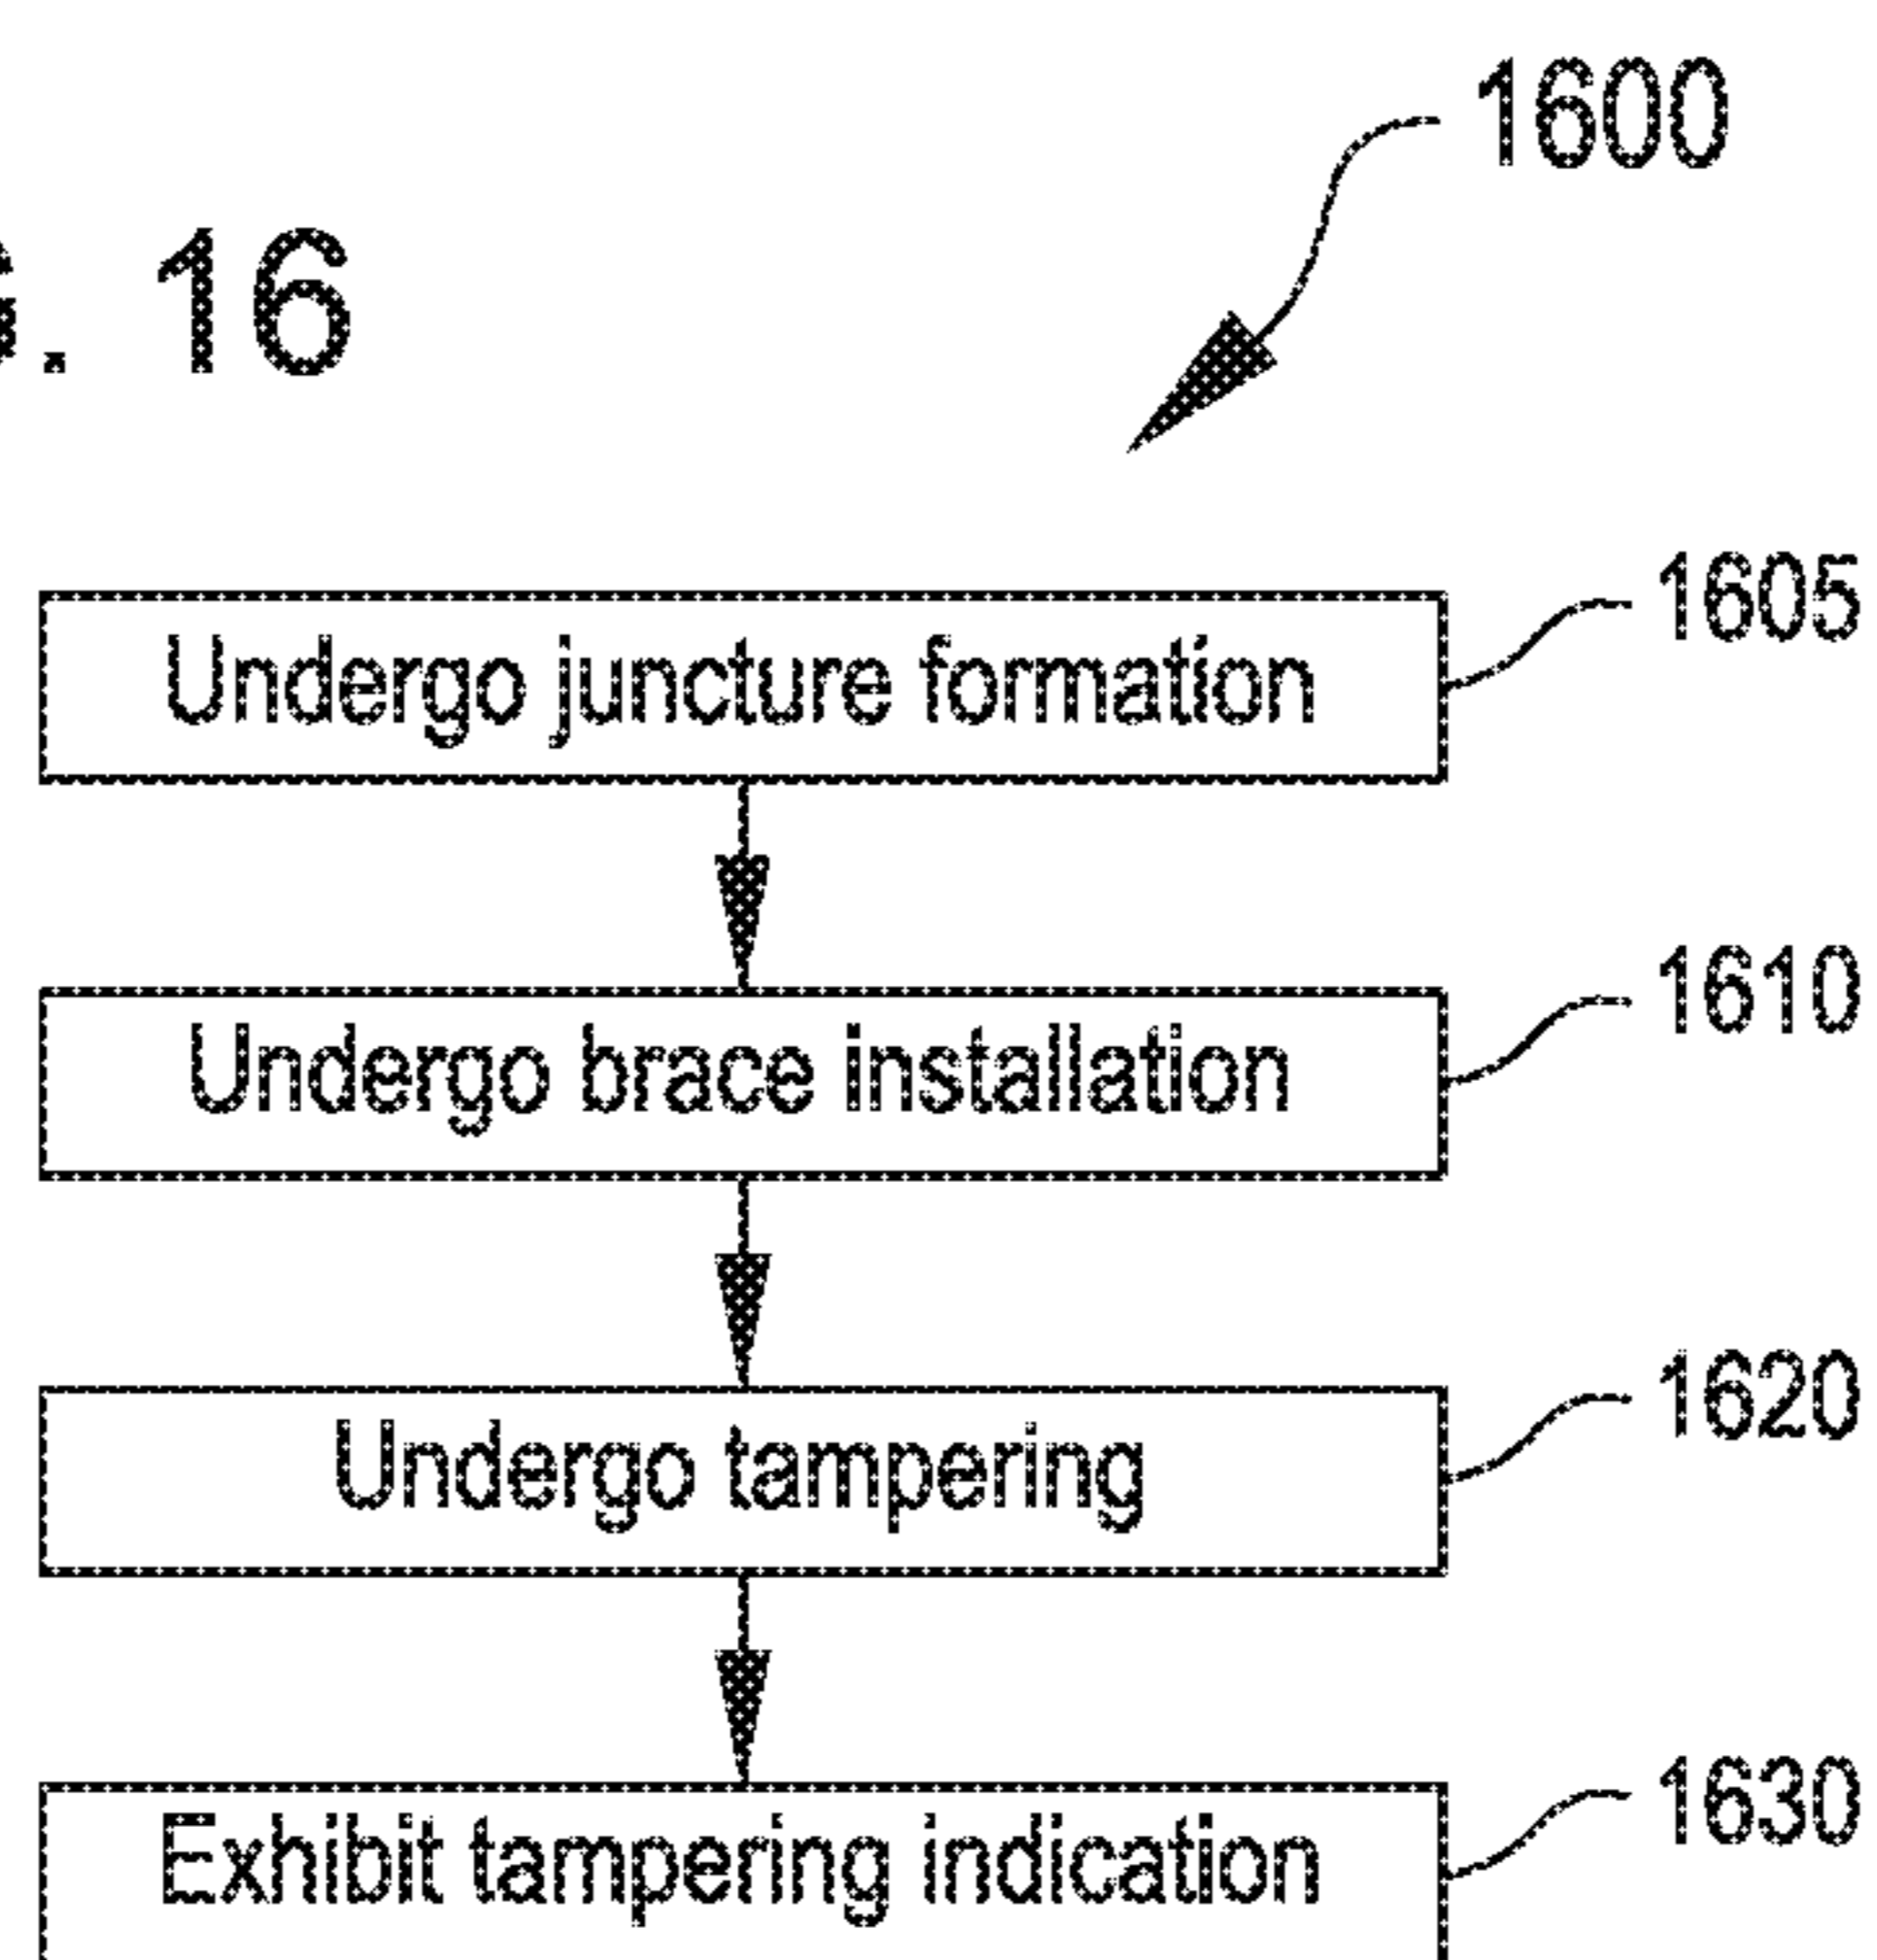 1600
. 16
Undergo juncture formation
1605
Undergo brace installation
1610
Undergo tampering
1620
Exhibit tampering indication
1630